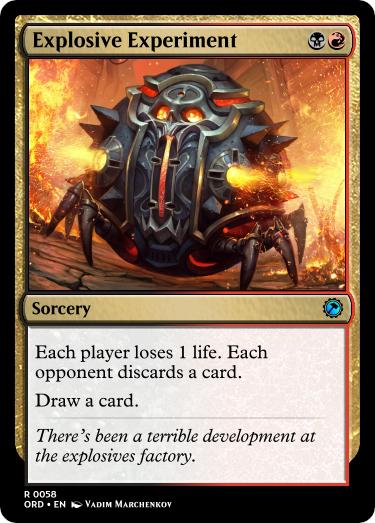 Explosive Experiment
Sorcery
Each player loses 1 life. Each
opponent discards a card.
Draw a card.
There's been a terrible development at
the explosives factory.
R 0058
ORD • EN Vadim Marchenkov